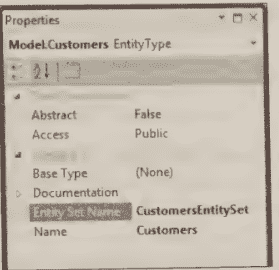 Properties
Model.Customers EntityType
Abstract False
Access Public
Base Type (None)
Documentation
Entity Set Name CustomersEntitySet
Name Customers